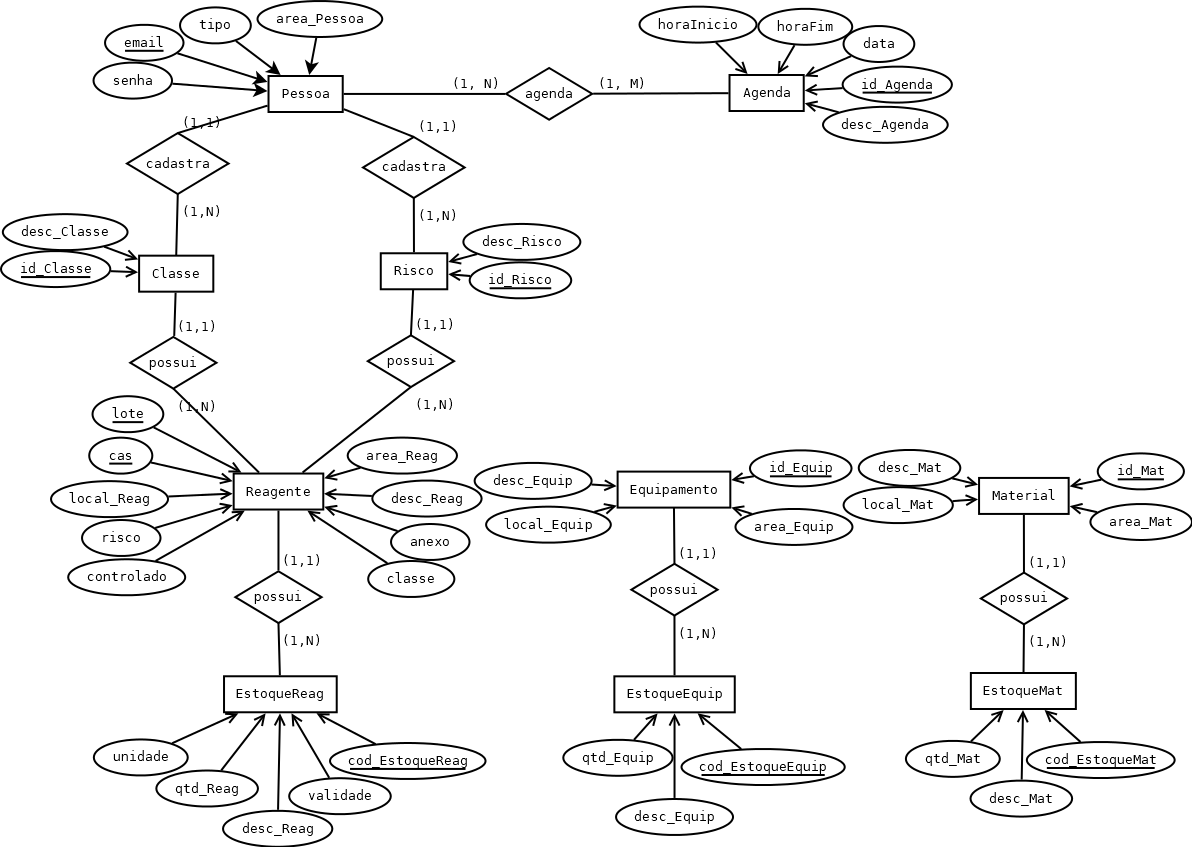 area_Pessoa
tipo
email
senha
Pessoa
(1, N)
agenda
(1, M)
horaInicio
horaFim
data
id_Agenda
desc_Agenda
Agenda
(1,1)
cadastra
(1,N)
(1,1)
cadastra
(1,N)
desc_Classe
id_Classe
Classe
desc_Risco
id_Risco
Risco
(1,1)
possui
(1,N)
(1,1)
possui
(1,N)
lote
cas
local_Reag
risco
controlado
Reagente
area_Reag
desc_Reag
anexo
classe
(1,1)
possui
(1,N)
EstoqueReag
unidade
qtd_Reag
desc_Reag
validade
cod_EstoqueReag
desc_Equip
local_Equip
Equipamento
id_Equip
area_Equip
(1,1)
possui
(1,N)
EstoqueEquip
qtd_Equip
desc_Equip
cod_EstoqueEquip
desc_Mat
local_Mat
Material
id_Mat
area_Mat
(1,1)
possui
(1,N)
EstoqueMat
qtd_Mat
desc_Mat
cod_EstoqueMat